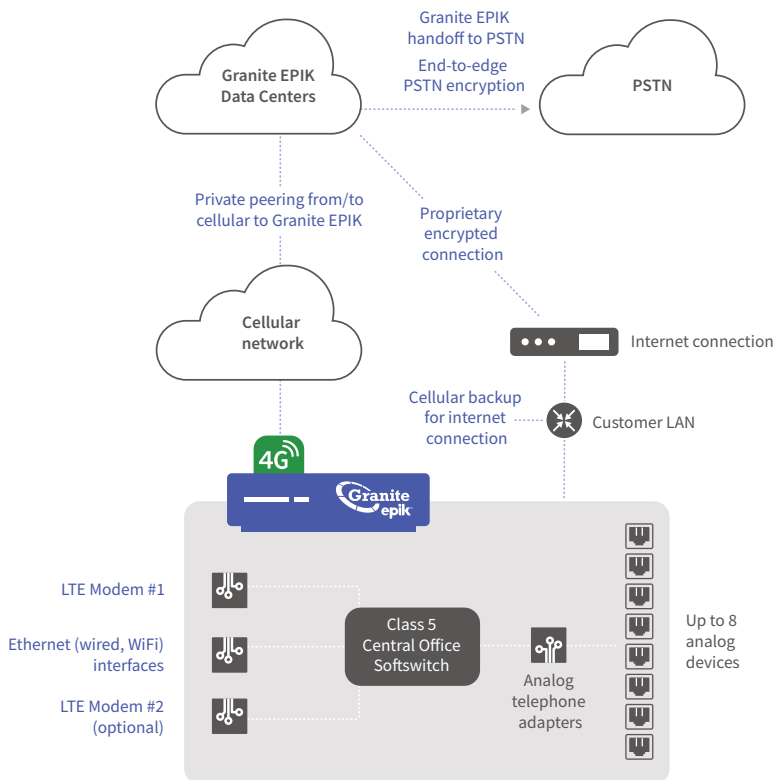 Granite EPIK
handoff to PSTN
End-to-edge
PSTN encryption
Granite EPIK
Data Centers
PSTN
Private peering from/to
cellular to Granite EPIK
Proprietary
encrypted
connection
Cellular
network
Internet connection
Cellular backup
for internet
connection
Customer LAN
4G
Granite
epik
LTE Modem #1
Ethernet (wired, WiFi)
interfaces
LTE Modem #2
(optional)
Class 5
Central Office
Softswitch
Analog
telephone
adapters
Up to 8
analog
devices